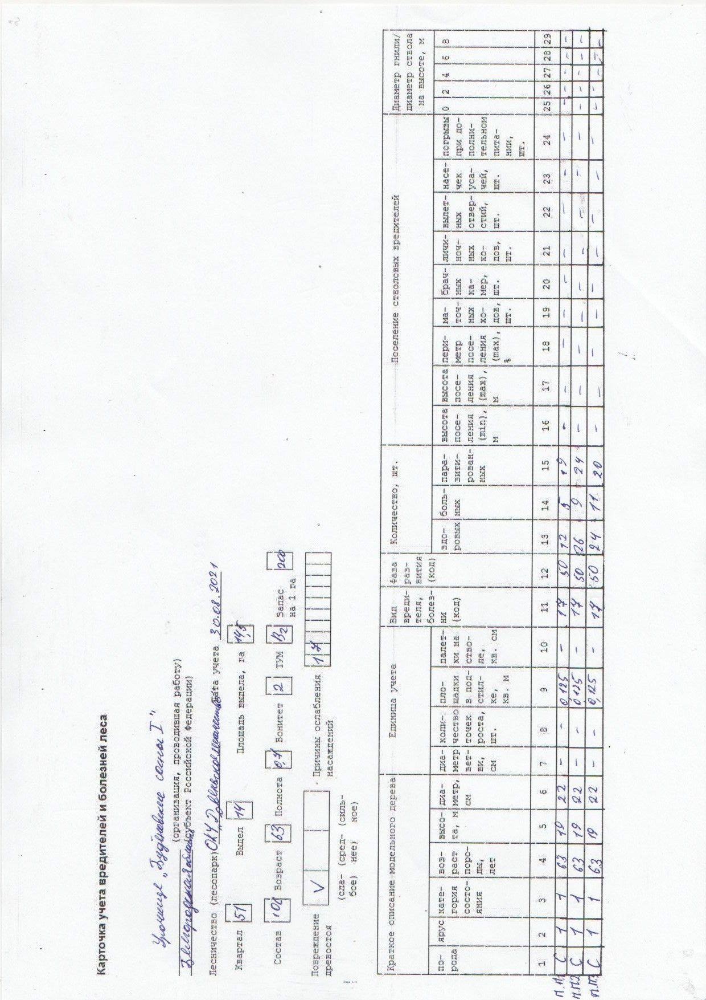 Карточка учета вредителей и болезней леса
Урочище „Будёновские сосны I"
(организация, проводившая работу)
Белгородская область (субъект Российской Федерации)
Лесничество (лесопарк) ОКУ „ лесничество" Дата учета 30.08.2021
Квартал 51 Выдел 14 Площадь выдела, га 14,5
Состав 10С Возраст 63 Полнота 0,7 Бонитет 2 ТУМ В2 Запас на 1 га 200
Повреждение древостоя V Причины ослабления насаждений 17
(сла- (сред- (силь-
бое) нее) ное)
Краткое описание модельного дерева Единица учета Вид вреди- теля, болез- ни (код) Фаза раз- вития (код) Количество, шт. Поселение стволовых вредителей Диаметр гнили/ диаметр ствола на высоте, м
по- рода ярус кате- гория состо- яния воз- раст поро- ды, лет высо- та, м диа- метр, см диа- метр вет- ви, см коли- чество точек роста, шт. пло- щадки в под- стил- ке, кв. м палет- ки на ство- ле, кв. см здо- ровых боль- ных пара- зити- рован- ных высота посе- ления (min), м высота посе- ления (max), м пери- метр посе- ления (max), % ма- точ- ных хо- дов, шт. брач- ных ка- мер, шт. личи- ноч- ных хо- дов, шт. вылет- ных отвер- стий, шт. насе- чек уса- чей, шт. погрызы при до- полни- тельном пита- нии, шт. 0 2 4 6 8
1 2 3 4 5 6 7 8 9 10 11 12 13 14 15 16 17 18 19 20 21 22 23 24 25 26 27 28 29
П.П.1 С 1 1 63 19 22 – – 0,125 – 17 50 12 5 19 – – – – – – – – – – – – – –
П.П.2 С 1 1 63 19 22 – – 0,125 – 17 50 26 9 24 – – – – – – – – – – – – – –
П.П.3 С 1 1 63 19 22 – – 0,125 – 17 50 24 11 20 – – – – – – – – – – – – – –
Page 1/1